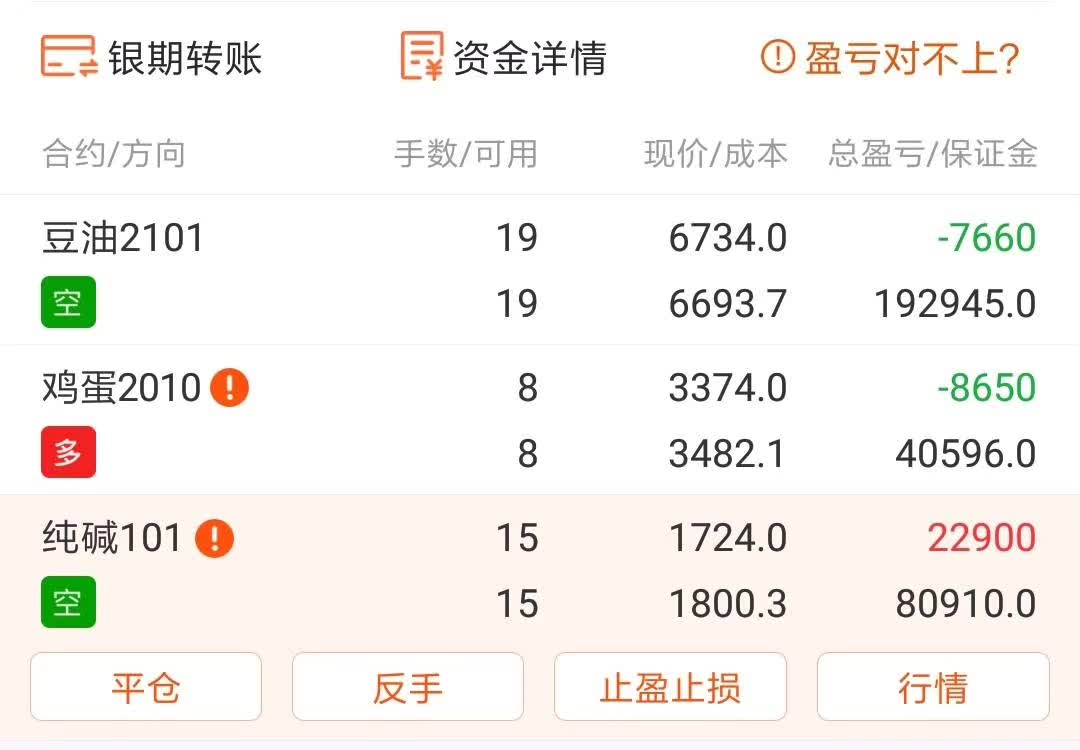 银期转账 资金详情 盈亏对不上?
合约/方向 手数/可用 现价/成本 总盈亏/保证金
豆油2101 19 6734.0 -7660
空 19 6693.7 192945.0
鸡蛋2010 8 3374.0 -8650
多 8 3482.1 40596.0
纯碱101 15 1724.0 22900
空 15 1800.3 80910.0
平仓 反手 止盈止损 行情